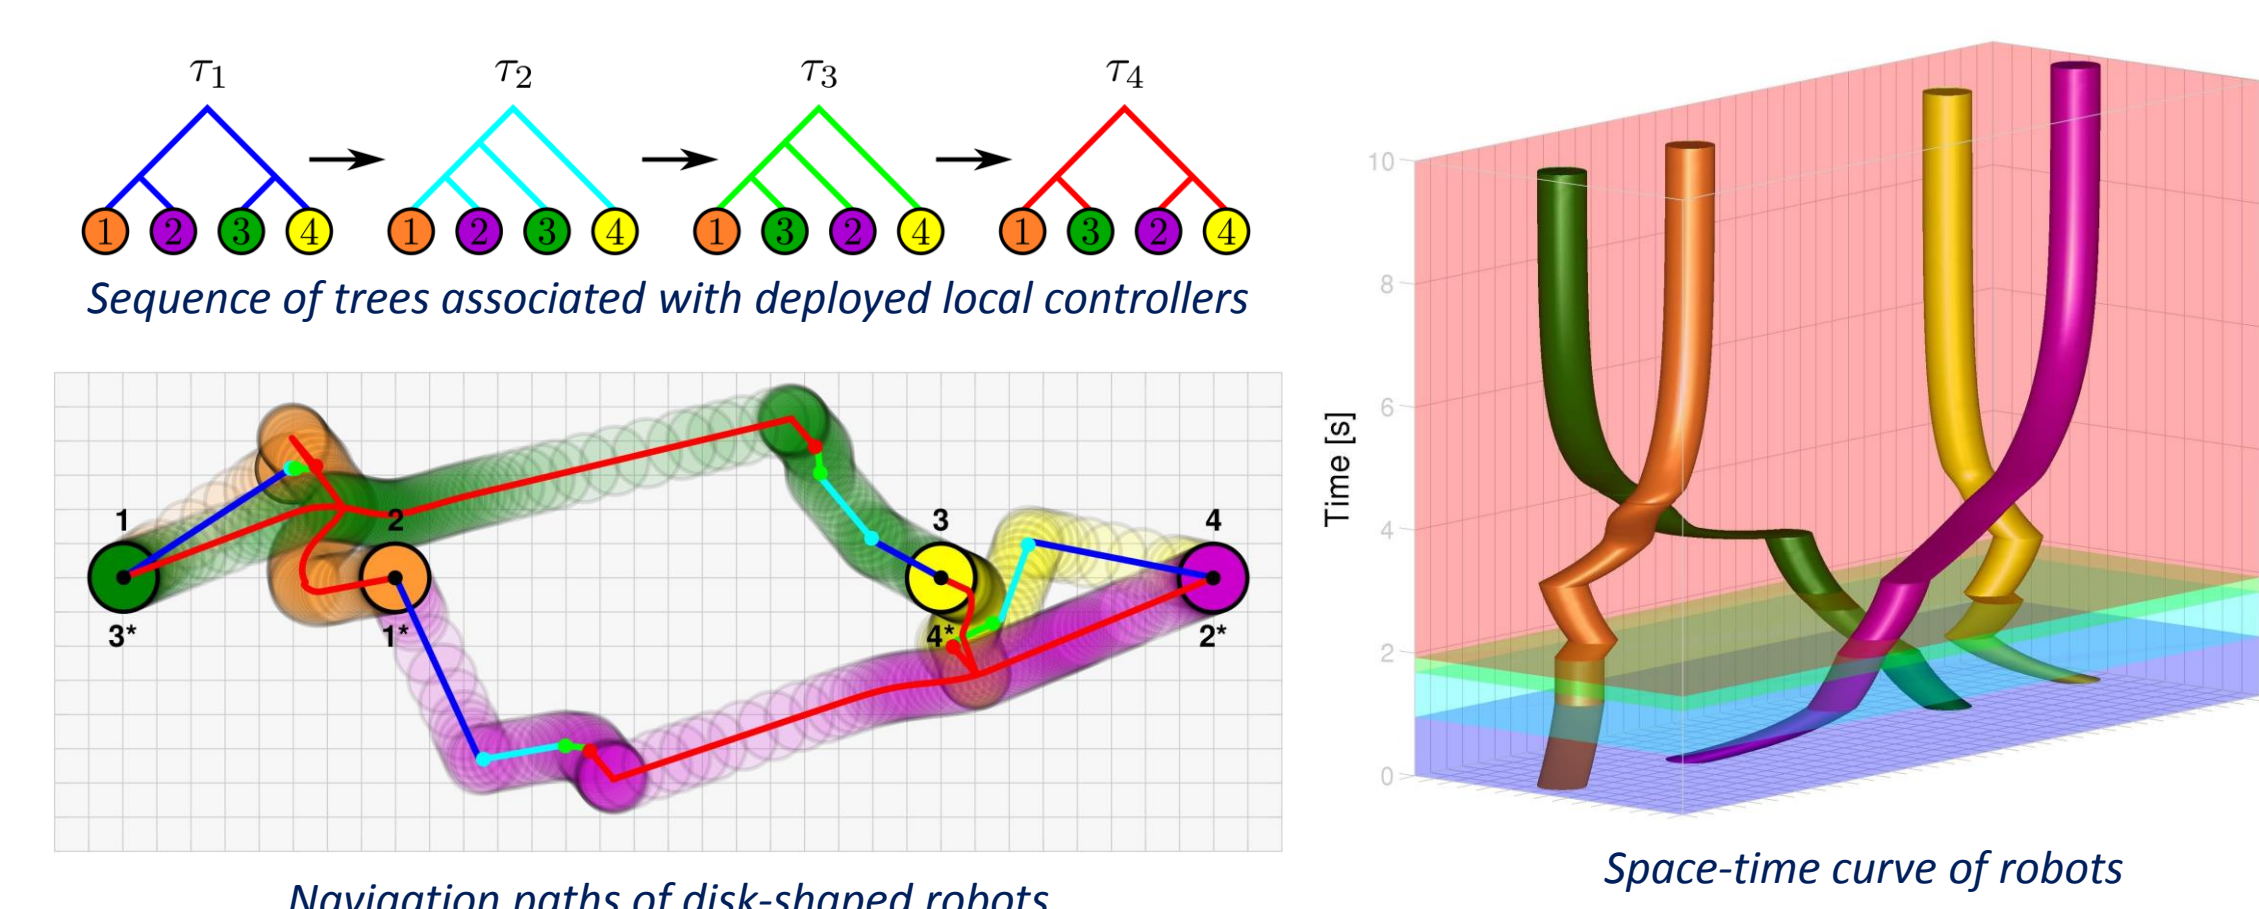 τ1 τ2 τ3 τ4
1 2 3 4 1 2 3 4 1 3 2 4 1 3 2 4
Sequence of trees associated with deployed local controllers
1 2 3 4
3* 1* 4* 2*
Navigation paths of disk-shaped robots
10
8
6
4
2
0
Time [s]
Space-time curve of robots